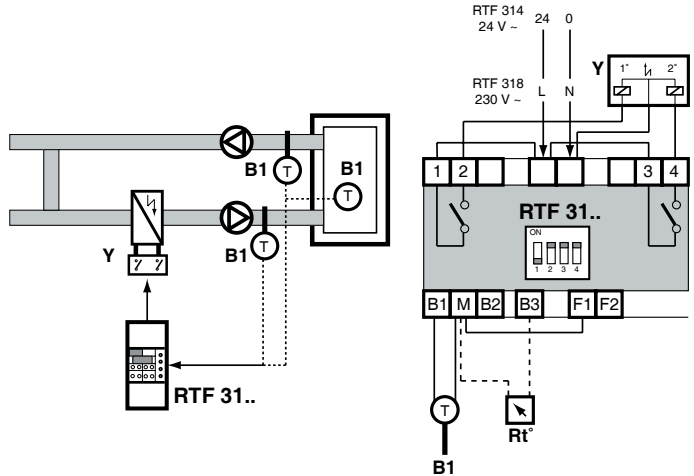 RTF 314
24 V ~
24 0
RTF 318
230 V ~
L N
Y
1° 2°
B1
T
B1
T
T
B1
Y
RTF 31..
1 2 3 4
RTF 31..
ON
1 2 3 4
B1 M B2 B3 F1 F2
T
Rt°
B1